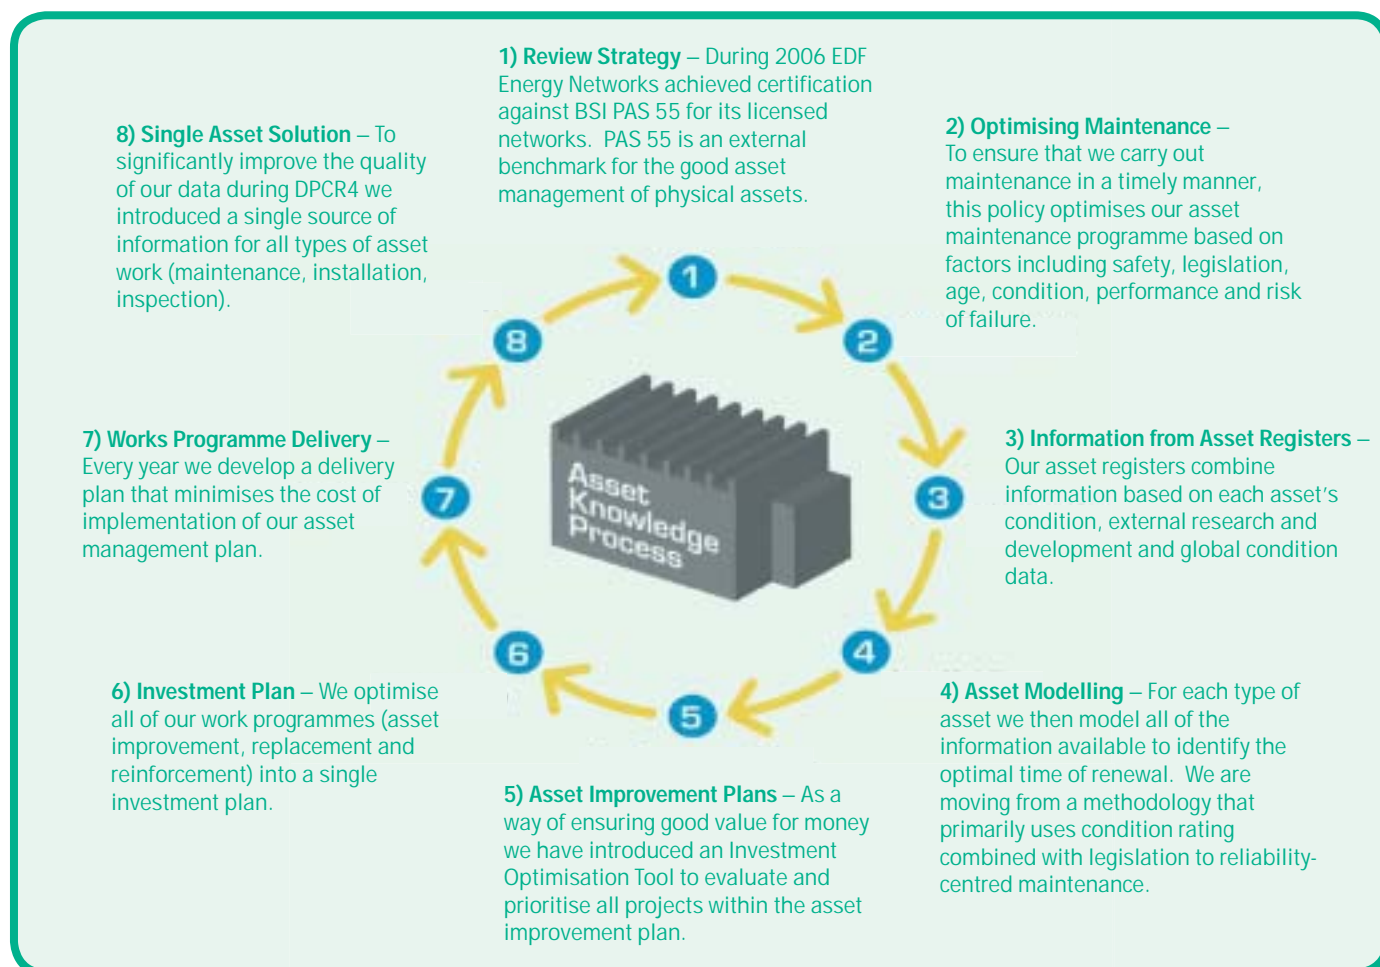 1) Review Strategy – During 2006 EDF
Energy Networks achieved certification
against BSI PAS 55 for its licensed
networks.  PAS 55 is an external
benchmark for the good asset
management of physical assets.
2) Optimising Maintenance –
To ensure that we carry out
maintenance in a timely manner,
this policy optimises our asset
maintenance programme based on
factors including safety, legislation,
age, condition, performance and risk
of failure.
3) Information from Asset Registers –
Our asset registers combine
information based on each asset’s
condition, external research and
development and global condition
data.
4) Asset Modelling – For each type of
asset we then model all of the
information available to identify the
optimal time of renewal.  We are
moving from a methodology that
primarily uses condition rating
combined with legislation to reliability-
centred maintenance.
5) Asset Improvement Plans – As a
way of ensuring good value for money
we have introduced an Investment
Optimisation Tool to evaluate and
prioritise all projects within the asset
improvement plan.
6) Investment Plan – We optimise
all of our work programmes (asset
improvement, replacement and
reinforcement) into a single
investment plan.
7) Works Programme Delivery –
Every year we develop a delivery
plan that minimises the cost of
implementation of our asset
management plan.
8) Single Asset Solution – To
significantly improve the quality
of our data during DPCR4 we
introduced a single source of
information for all types of asset
work (maintenance, installation,
inspection).
1
2
3
4
5
6
7
8
Asset
Knowledge
Process